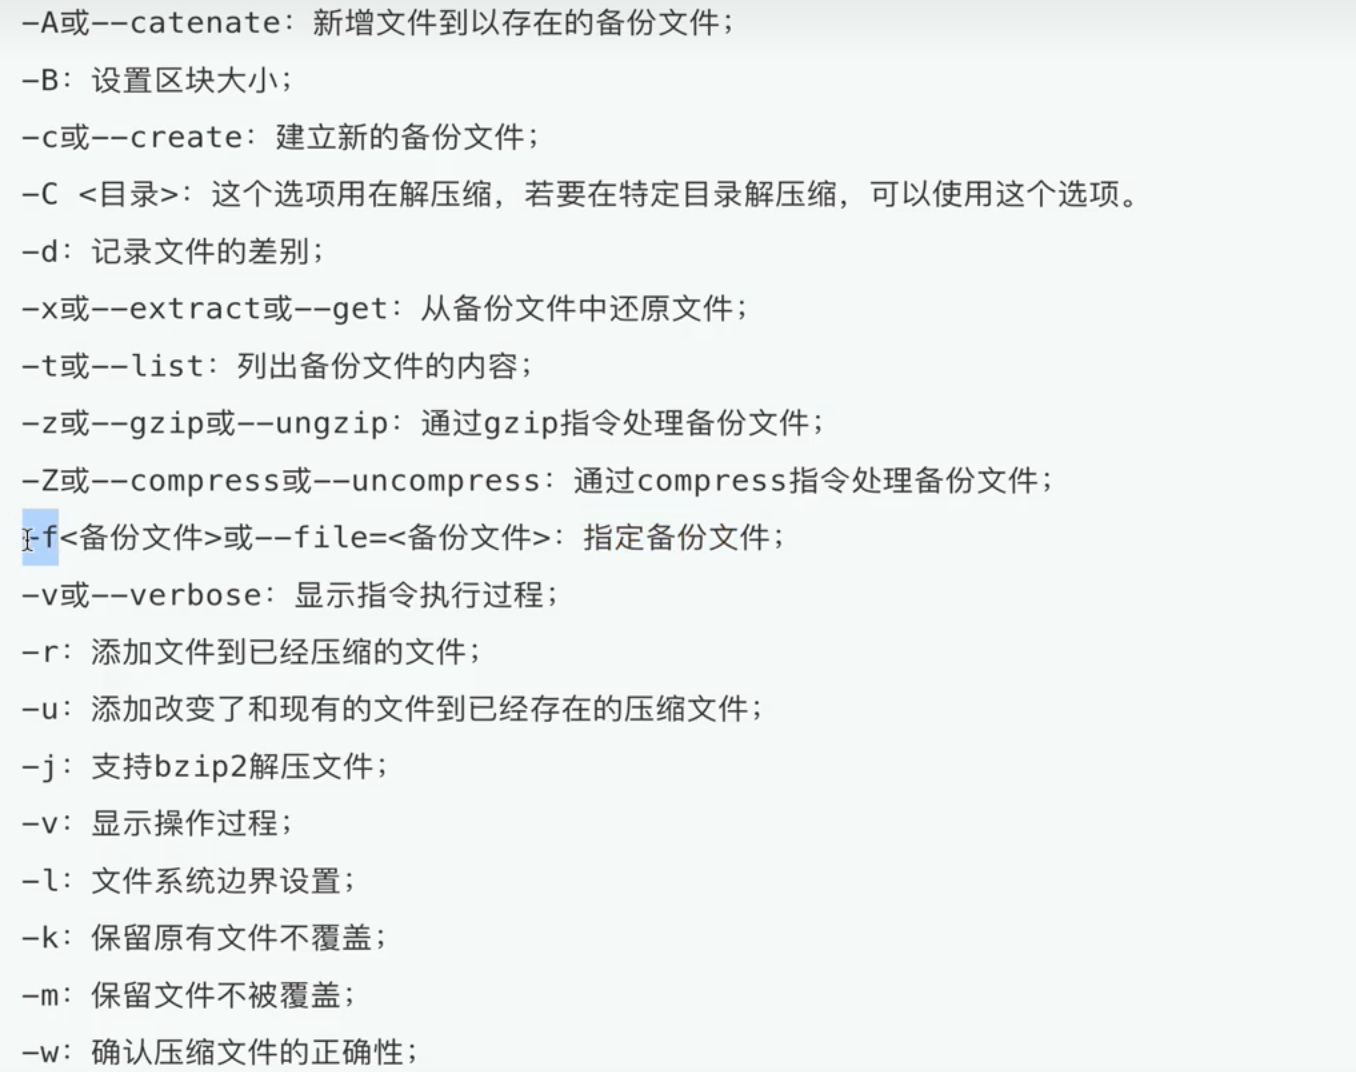 -A或--catenate：新增文件到以存在的备份文件；
-B：设置区块大小；
-c或--create：建立新的备份文件；
-C <目录>：这个选项用在解压缩，若要在特定目录解压缩，可以使用这个选项。
-d：记录文件的差别；
-x或--extract或--get：从备份文件中还原文件；
-t或--list：列出备份文件的内容；
-z或--gzip或--ungzip：通过gzip指令处理备份文件；
-Z或--compress或--uncompress：通过compress指令处理备份文件；
-f<备份文件>或--file=<备份文件>：指定备份文件；
-v或--verbose：显示指令执行过程；
-r：添加文件到已经压缩的文件；
-u：添加改变了和现有的文件到已经存在的压缩文件；
-j：支持bzip2解压文件；
-v：显示操作过程；
-l：文件系统边界设置；
-k：保留原有文件不覆盖；
-m：保留文件不被覆盖；
-w：确认压缩文件的正确性；